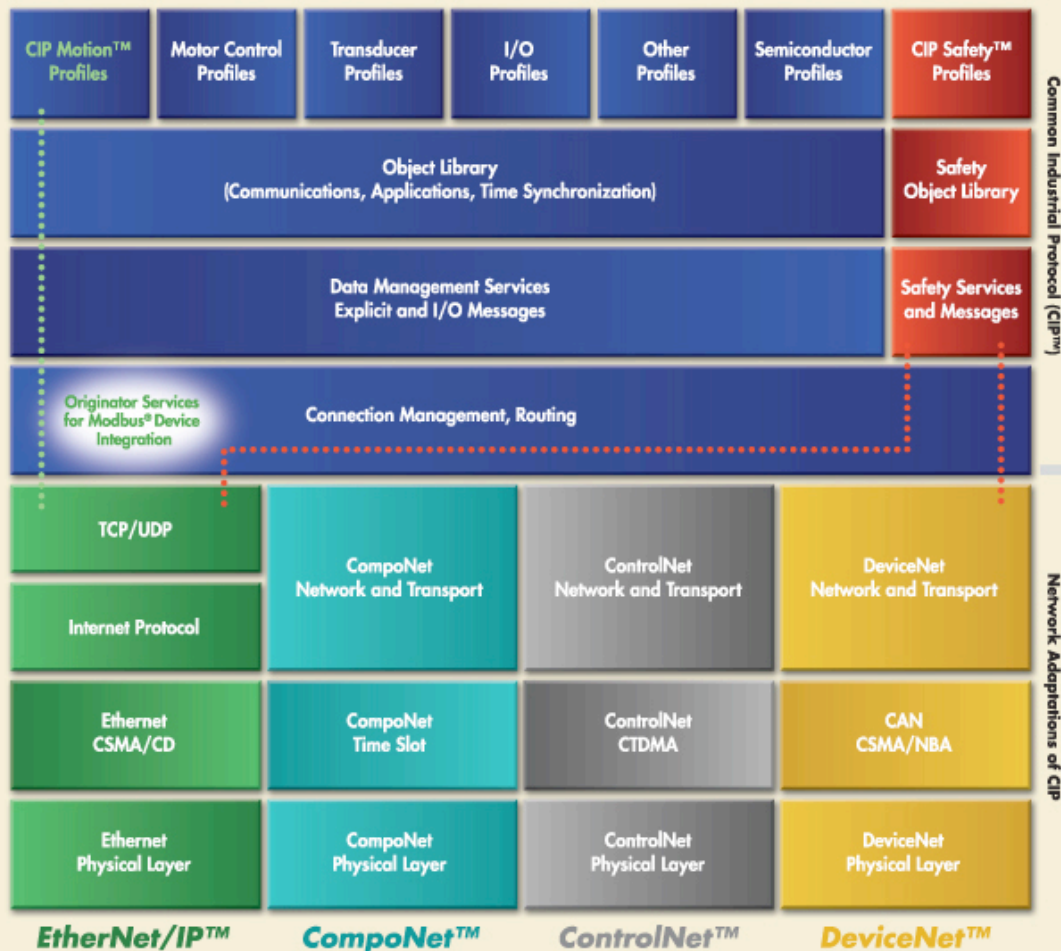 CIP Motion™
Profiles
Motor Control
Profiles
Transducer
Profiles
I/O
Profiles
Other
Profiles
Semiconductor
Profiles
CIP Safety™
Profiles
Object Library
(Communications, Applications, Time Synchronization)
Safety
Object Library
Data Management Services
Explicit and I/O Messages
Safety Services
and Messages
Originator Services
for Modbus® Device
Integration
Connection Management, Routing
Common Industrial Protocol (CIP™)
TCP/UDP
Internet Protocol
CompoNet
Network and Transport
ControlNet
Network and Transport
DeviceNet
Network and Transport
Ethernet
CSMA/CD
CompoNet
Time Slot
ControlNet
CTDMA
CAN
CSMA/NBA
Ethernet
Physical Layer
CompoNet
Physical Layer
ControlNet
Physical Layer
DeviceNet
Physical Layer
Network Adaptations of CIP
EtherNet/IP™
CompoNet™
ControlNet™
DeviceNet™